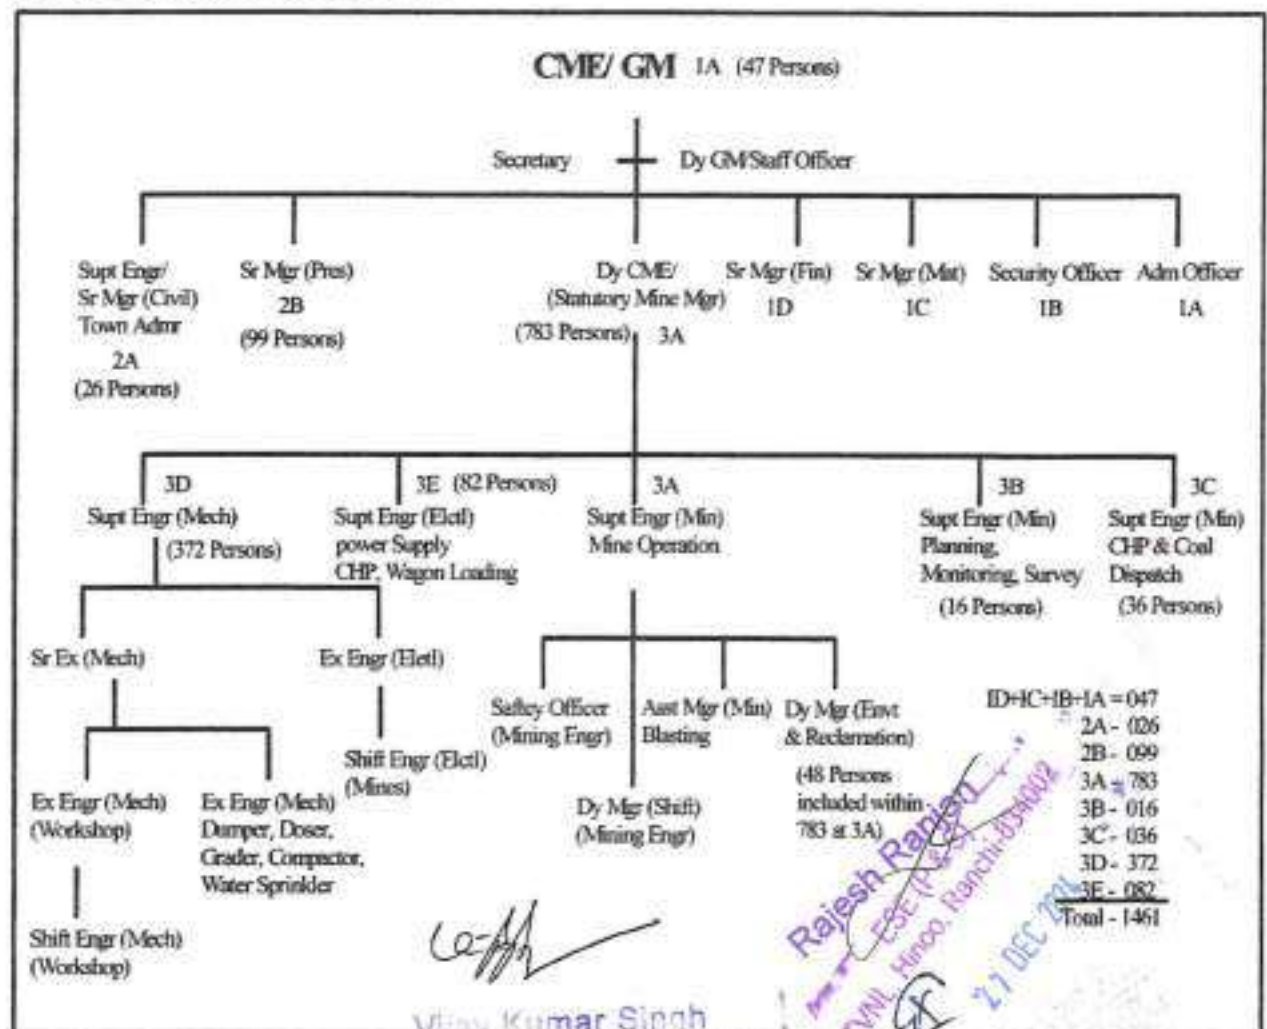 CME/ GM 1A (47 Persons)
Secretary Dy GM/Staff Officer
Supt Engr/
Sr Mgr (Civil)
Town Admr
2A
(26 Persons)
Sr Mgr (Pres)
2B
(99 Persons)
Dy CME/
(Statutory Mine Mgr)
(783 Persons) 3A
Sr Mgr (Fin)
1D
Sr Mgr (Mat)
1C
Security Officer
1B
Adm Officer
1A
3D
Supt Engr (Mech)
(372 Persons)
3E (82 Persons)
Supt Engr (Elctl)
power Supply
CHP, Wagon Loading
3A
Supt Engr (Min)
Mine Operation
3B
Supt Engr (Min)
Planning,
Monitoring, Survey
(16 Persons)
3C
Supt Engr (Min)
CHP & Coal
Dispatch
(36 Persons)
Sr Ex (Mech)
Ex Engr (Eletl)
Shift Engr (Elctl)
(Mines)
Ex Engr (Mech)
(Workshop)
Ex Engr (Mech)
Dumper, Doser,
Grader, Compactor,
Water Sprinkler
Shift Engr (Mech)
(Workshop)
Saftey Officer
(Mining Engr)
Dy Mgr (Shift)
(Mining Engr)
Aast Mgr (Min)
Blasting
Dy Mgr (Envt
& Reclamation)
(48 Persons
included within
783 at 3A)
1D+1C+1B+1A = 047
2A - 026
2B - 099
3A - 783
3B - 016
3C - 036
3D - 372
3E - 082
Total - 1461
Rajesh Ranjan
ESE (P &
Hinoo, Ranchi-834002
27 DEC
Vijay Kumar Singh